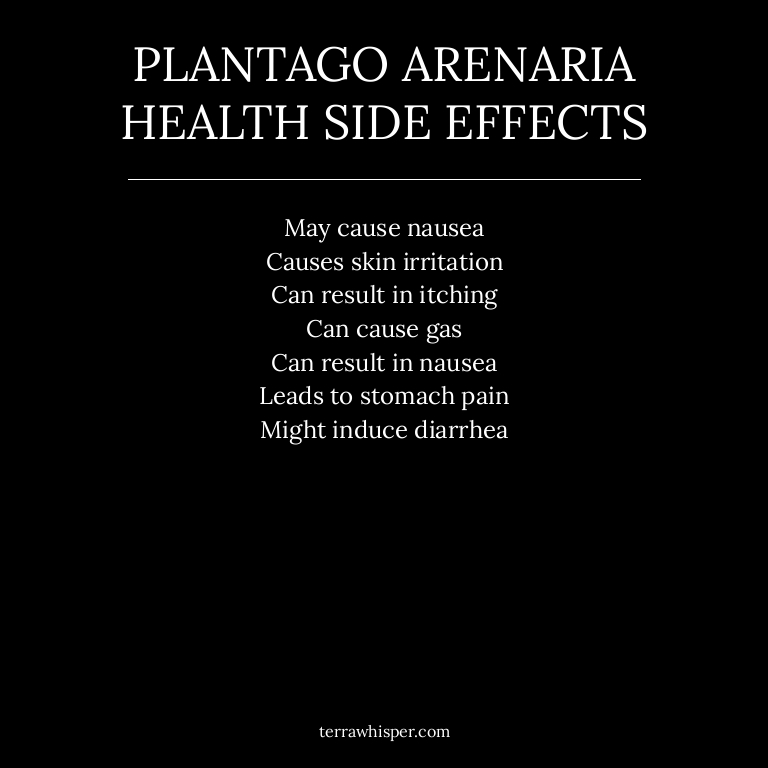 PLANTAGO ARENARIA
HEALTH SIDE EFFECTS
May cause nausea
Causes skin irritation
Can result in itching
Can cause gas
Can result in nausea
Leads to stomach pain
Might induce diarrhea
terrawhisper.com